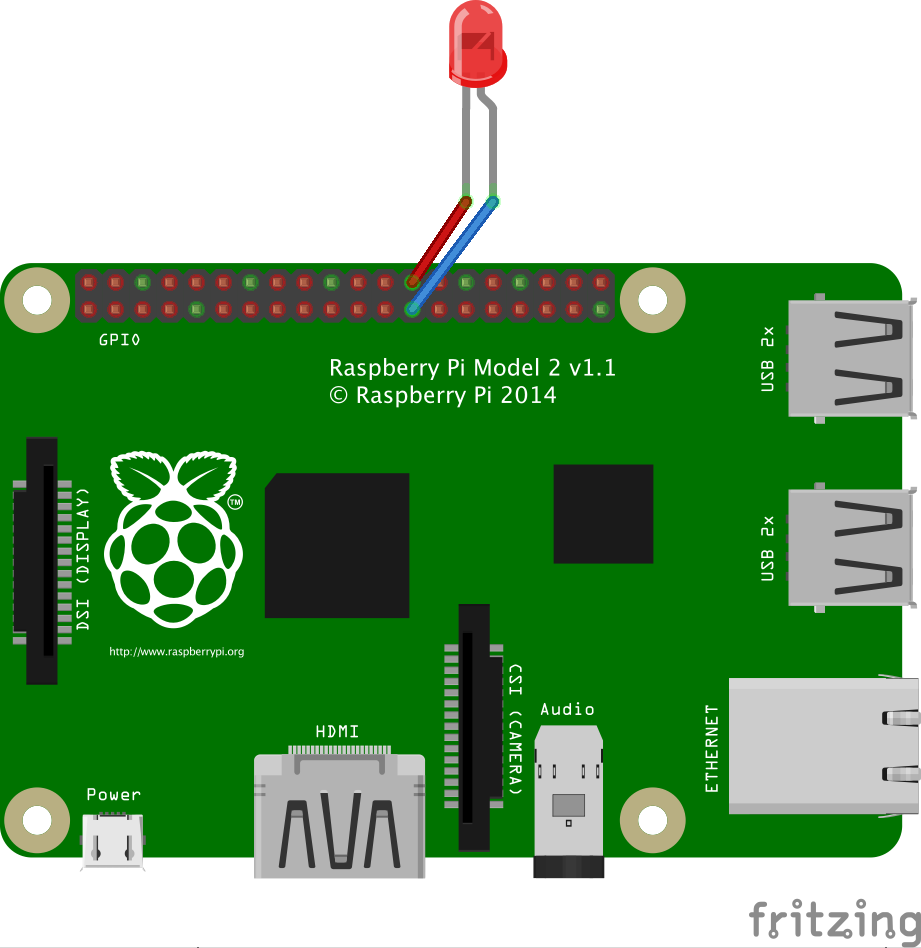 GPIO
Raspberry Pi Model 2 v1.1
© Raspberry Pi 2014
USB 2x
DSI (DISPLAY)
TM
USB 2x
http://www.raspberrypi.org
CSI (CAMERA)
ETHERNET
Audio
HDMI
Power
fritzing